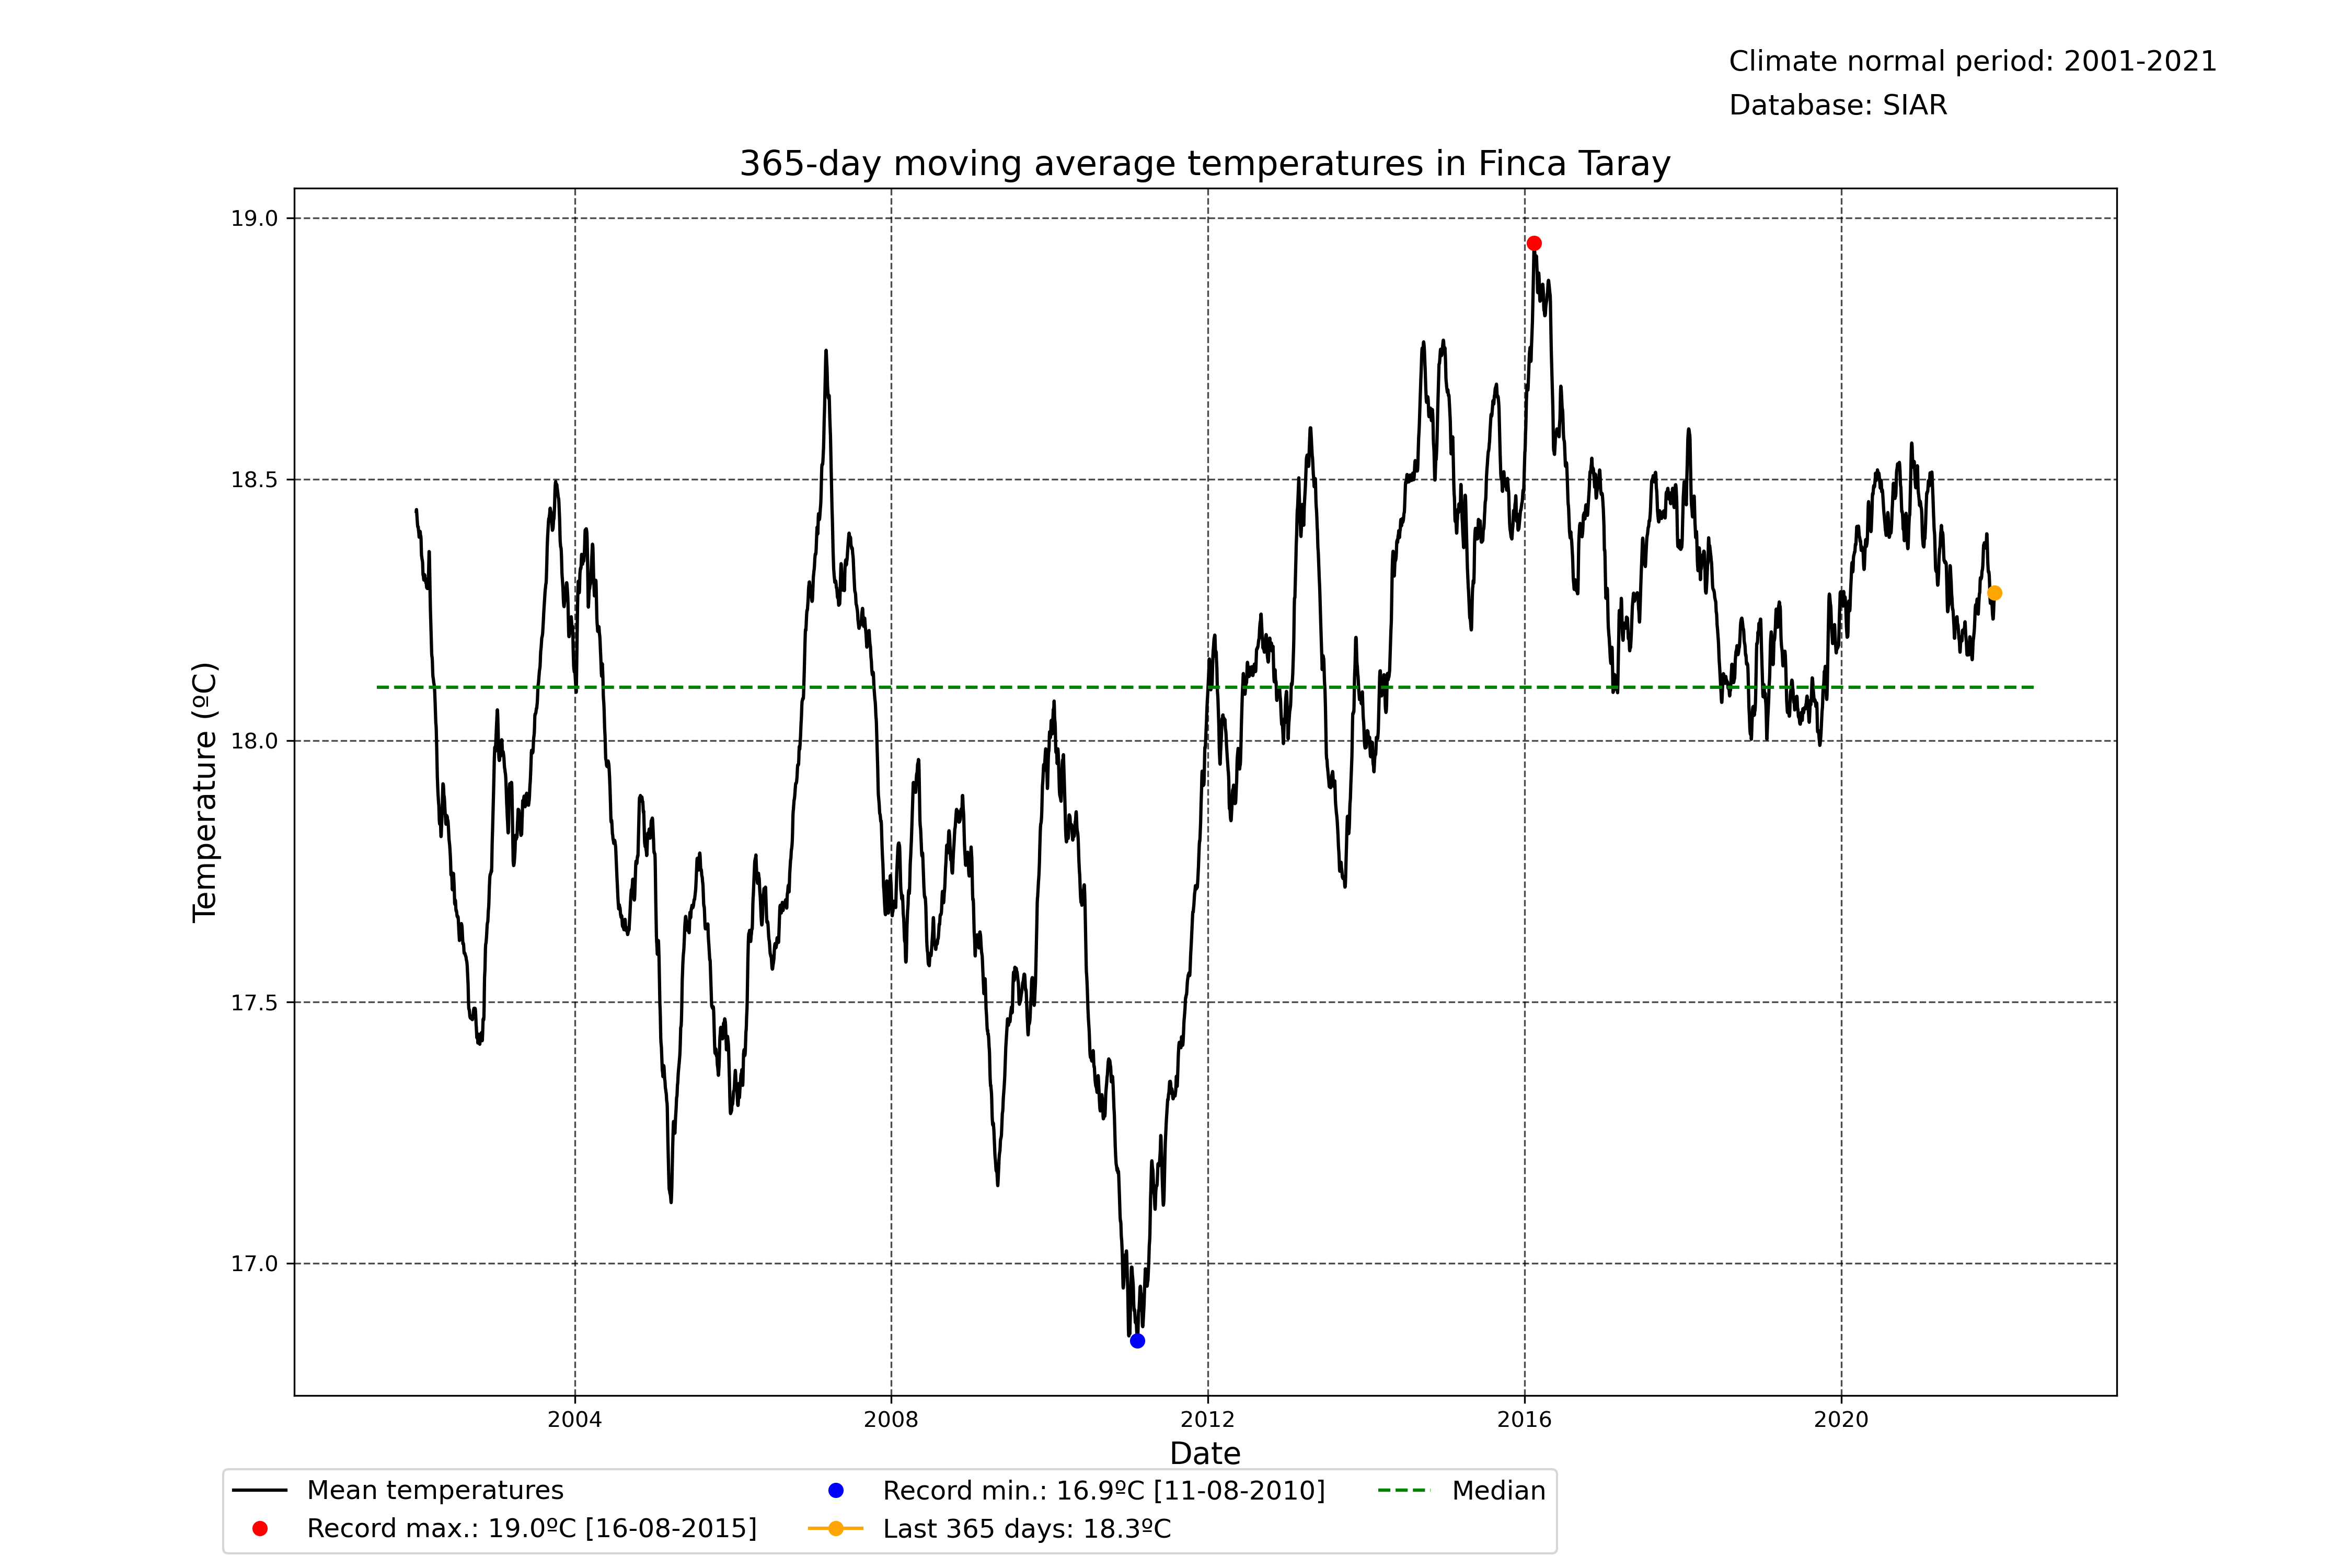 Climate normal period: 2001-2021
Database: SIAR
365-day moving average temperatures in Finca Taray
19.0
18.5
18.0
17.5
17.0
Temperature (ºC)
2004 2008 2012 2016 2020
Date
Mean temperatures
Record max.: 19.0ºC [16-08-2015]
Record min.: 16.9ºC [11-08-2010]
Last 365 days: 18.3ºC
Median